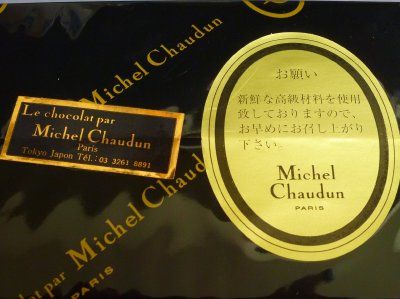 Michel Chaudun
Le chocolat par
Michel Chaudun
Paris
Tokyo Japon Tél.: 03 3261 8891
お願い
新鮮な高級材料を使用
致しておりますので、
お早めにお召し上がり
下さい。
Michel
Chaudun
PARIS
Michel Chaudun
olat par Michel Chaudun